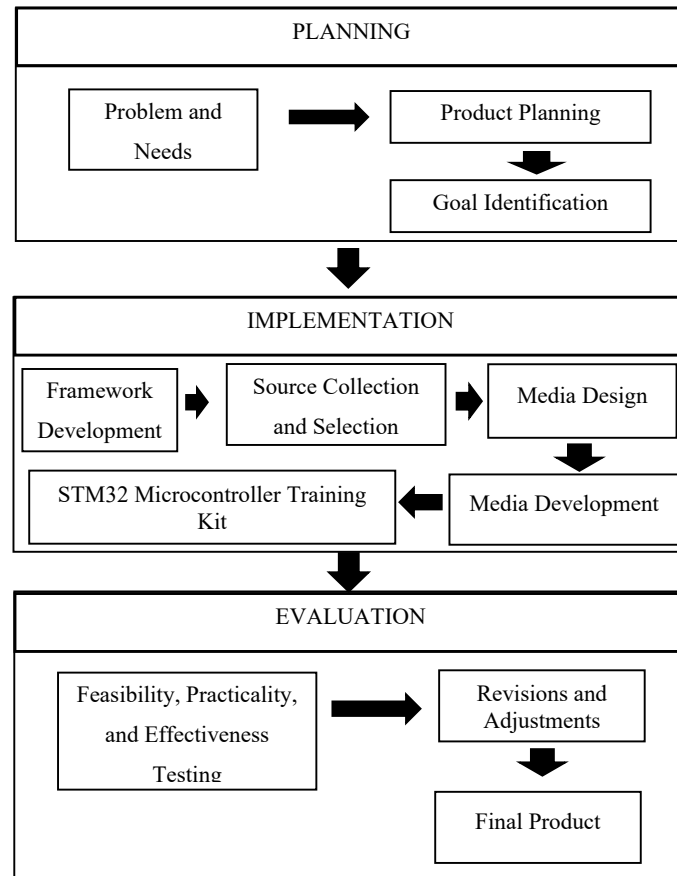 PLANNING
Problem and
Needs
Product Planning
Goal Identification
IMPLEMENTATION
Framework
Development
Source Collection
and Selection
Media Design
Media Development
STM32 Microcontroller Training
Kit
EVALUATION
Feasibility, Practicality,
and Effectiveness
Testing
Revisions and
Adjustments
Final Product